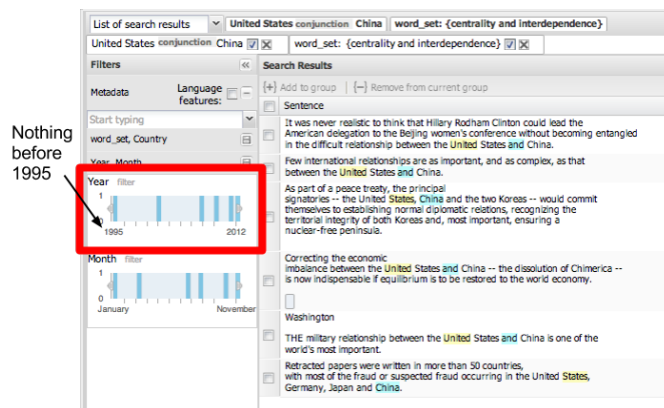 List of search results
United States conjunction China
word_set: {centrality and interdependence}
United States conjunction China
word_set: {centrality and interdependence}
Filters
Search Results
Metadata
Language
features:
{+} Add to group | {−} Remove from current group
Start typing
Sentence
word_set, Country
Year, Month
Nothing
before
1995
Year filter
1
0
1995
2012
Month filter
1
0
January
November
It was never realistic to think that Hillary Rodham Clinton could lead the
American delegation to the Beijing women's conference without becoming entangled
in the difficult relationship between the United States and China.
Few international relationships are as important, and as complex, as that
between the United States and China.
As part of a peace treaty, the principal
signatories -- the United States, China and the two Koreas -- would commit
themselves to establishing normal diplomatic relations, recognizing the
territorial integrity of both Koreas and, most important, ensuring a
nuclear-free peninsula.
Correcting the economic
imbalance between the United States and China -- the dissolution of Chimerica --
is now indispensable if equilibrium is to be restored to the world economy.
Washington
THE military relationship between the United States and China is one of the
world's most important.
Retracted papers were written in more than 50 countries,
with most of the fraud or suspected fraud occurring in the United States,
Germany, Japan and China.